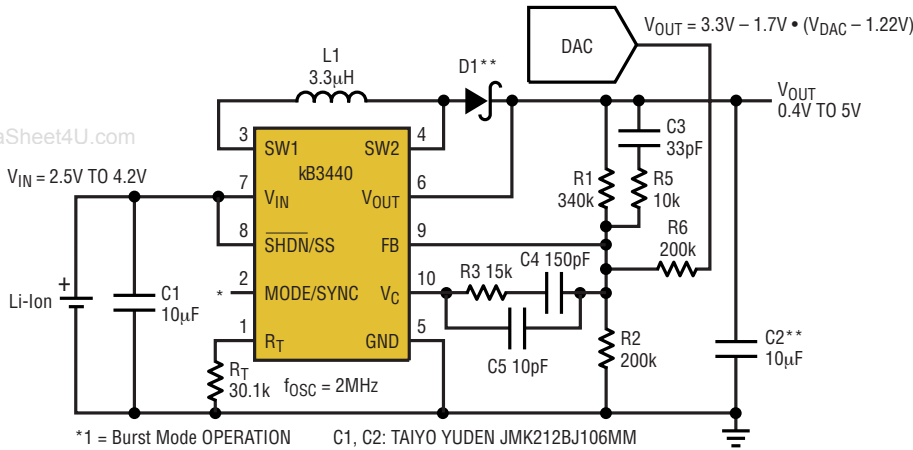 V_OUT = 3.3V – 1.7V • (V_DAC – 1.22V)
DAC
L1
3.3µH
D1**
V_OUT
0.4V TO 5V
aSheet4U.com
3
SW1
4
SW2
kB3440
C3
33pF
V_IN = 2.5V TO 4.2V
7
V_IN
6
V_OUT
R1
340k
R5
10k
8
SHDN/SS
9
FB
R6
200k
Li-Ion
+
C1
10µF
*
2
MODE/SYNC
10
V_C
R3 15k
C4 150pF
C5 10pF
1
R_T
5
GND
R2
200k
C2**
10µF
R_T
30.1k
f_OSC = 2MHz
*1 = Burst Mode OPERATION
C1, C2: TAIYO YUDEN JMK212BJ106MM